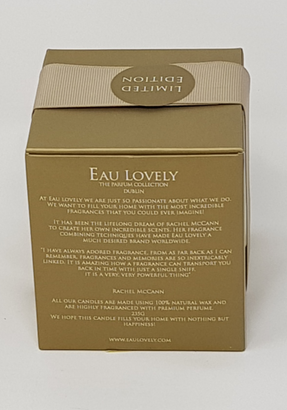 LIMITED
EDITION
EAU LOVELY
THE PARFUM COLLECTION
DUBLIN
AT EAU LOVELY WE ARE JUST SO PASSIONATE ABOUT WHAT WE DO.
WE WANT TO FILL YOUR HOME WITH THE MOST INCREDIBLE
FRAGRANCES THAT YOU COULD EVER IMAGINE!
IT HAS BEEN THE LIFELONG DREAM OF RACHEL MCCANN
TO CREATE HER OWN INCREDIBLE SCENTS. HER FRAGRANCE
COMBINING TECHNIQUES HAVE MADE EAU LOVELY A
MUCH DESIRED BRAND WORLDWIDE.
"I HAVE ALWAYS ADORED FRAGRANCE, FROM AS FAR BACK AS I CAN
REMEMBER, FRAGRANCES AND MEMORIES ARE SO INEXTRICABLY
LINKED. IT IS AMAZING HOW A FRAGRANCE CAN TRANSPORT YOU
BACK IN TIME WITH JUST A SINGLE SNIFF.
IT IS A VERY, VERY POWERFUL THING"
RACHEL MCCANN
ALL OUR CANDLES ARE MADE USING 100% NATURAL WAX AND
ARE HIGHLY FRAGRANCED WITH PREMIUM PERFUME.
235G
WE HOPE THIS CANDLE FILLS YOUR HOME WITH NOTHING BUT
HAPPINESS!
WWW.EAULOVELY.COM